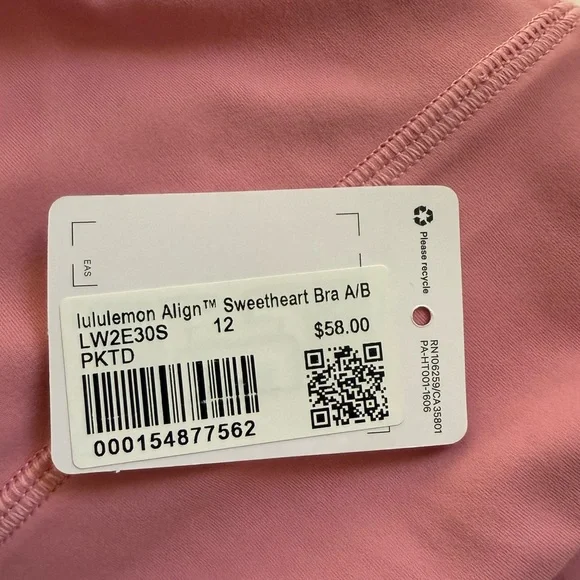 EAS
Please recycle
lululemon Align™ Sweetheart Bra A/B
LW2E30S 12 $58.00
PKTD
000154877562
RN106259/CA35801
PA-HT001-1606